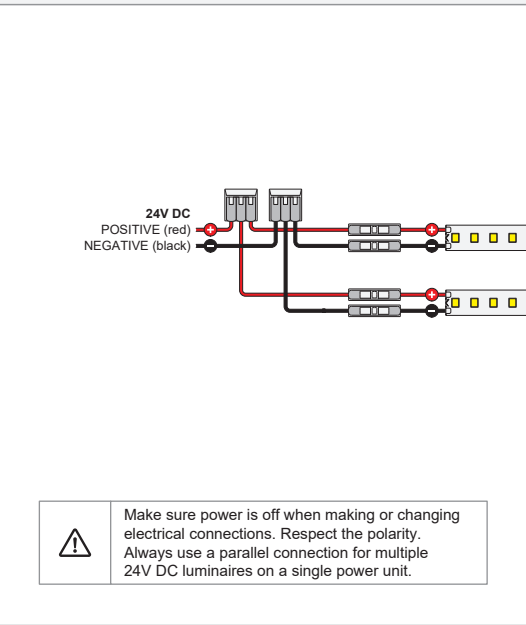 24V DC
POSITIVE (red)
NEGATIVE (black)
Make sure power is off when making or changing
electrical connections. Respect the polarity.
Always use a parallel connection for multiple
24V DC luminaires on a single power unit.